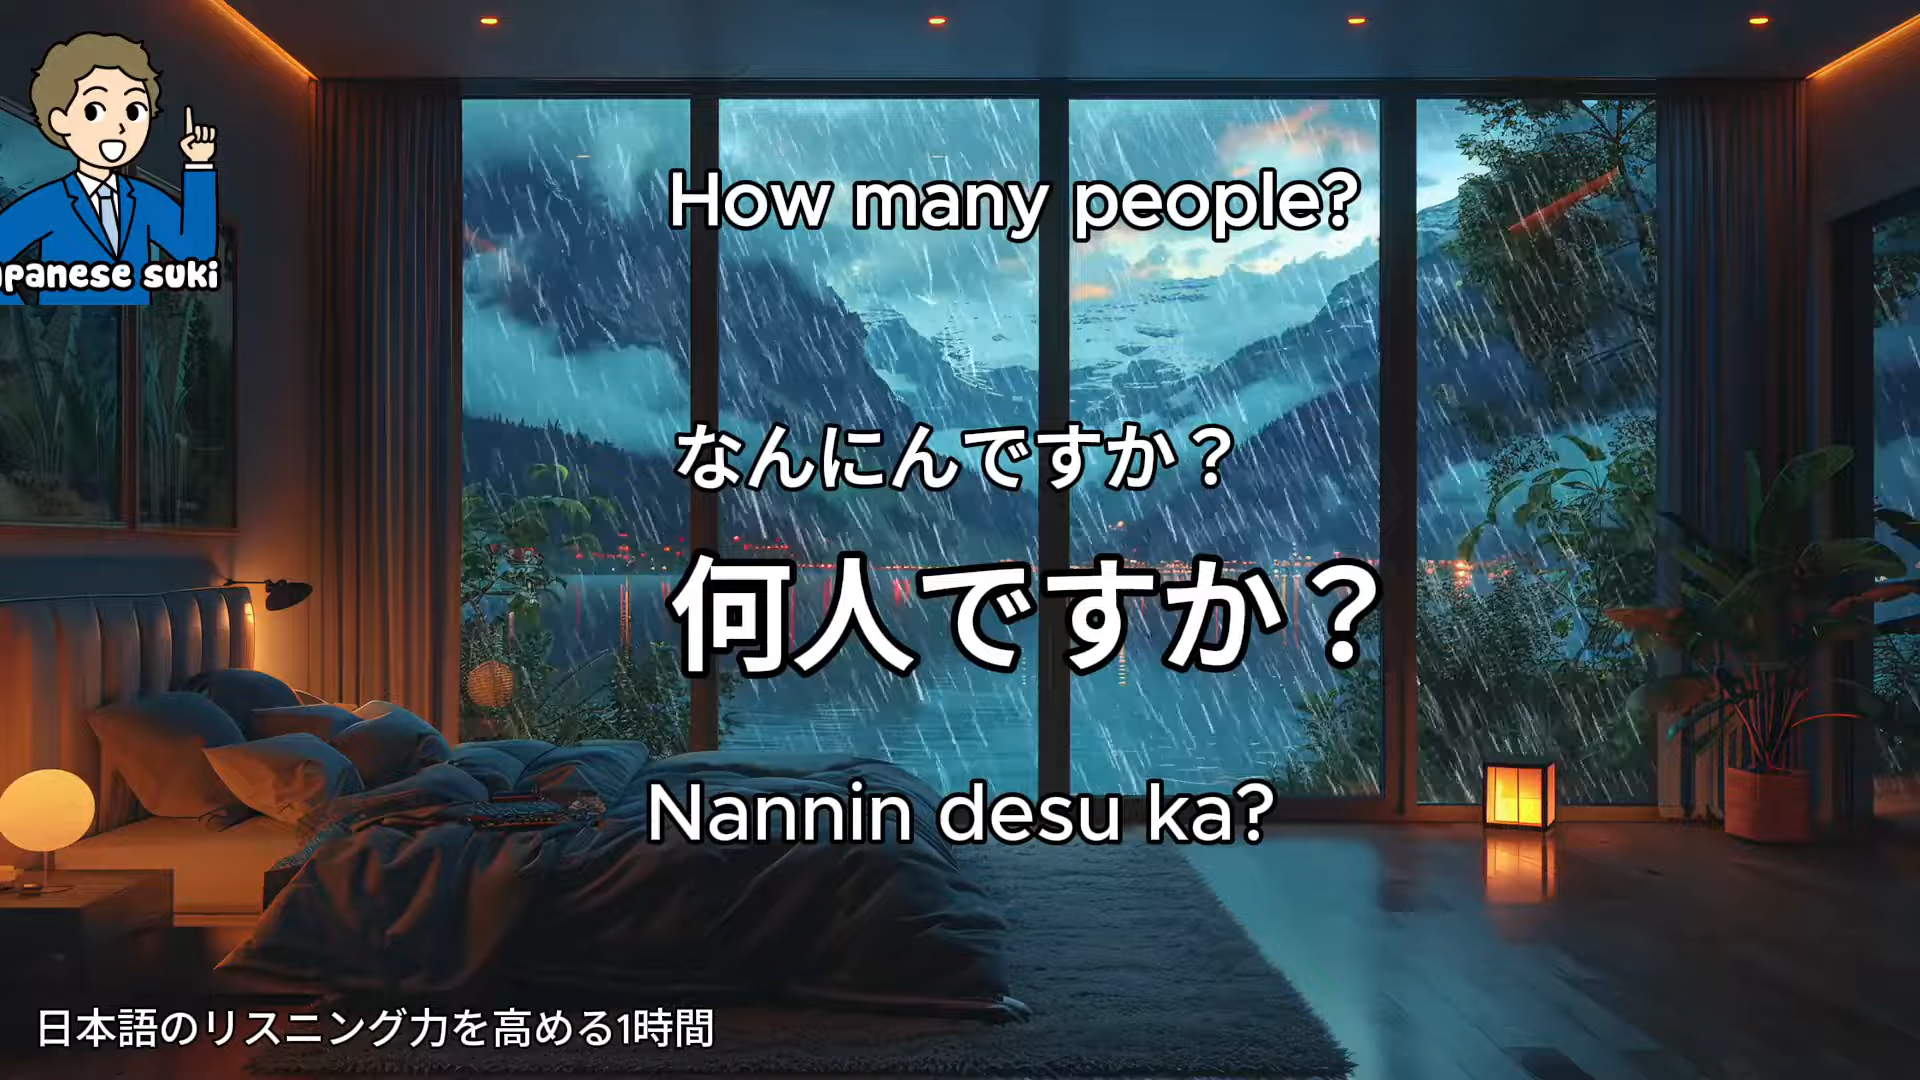 How many people?
panese suki
なんにんですか？
何人ですか？
Nannin desu ka?
日本語のリスニング力を高める1時間